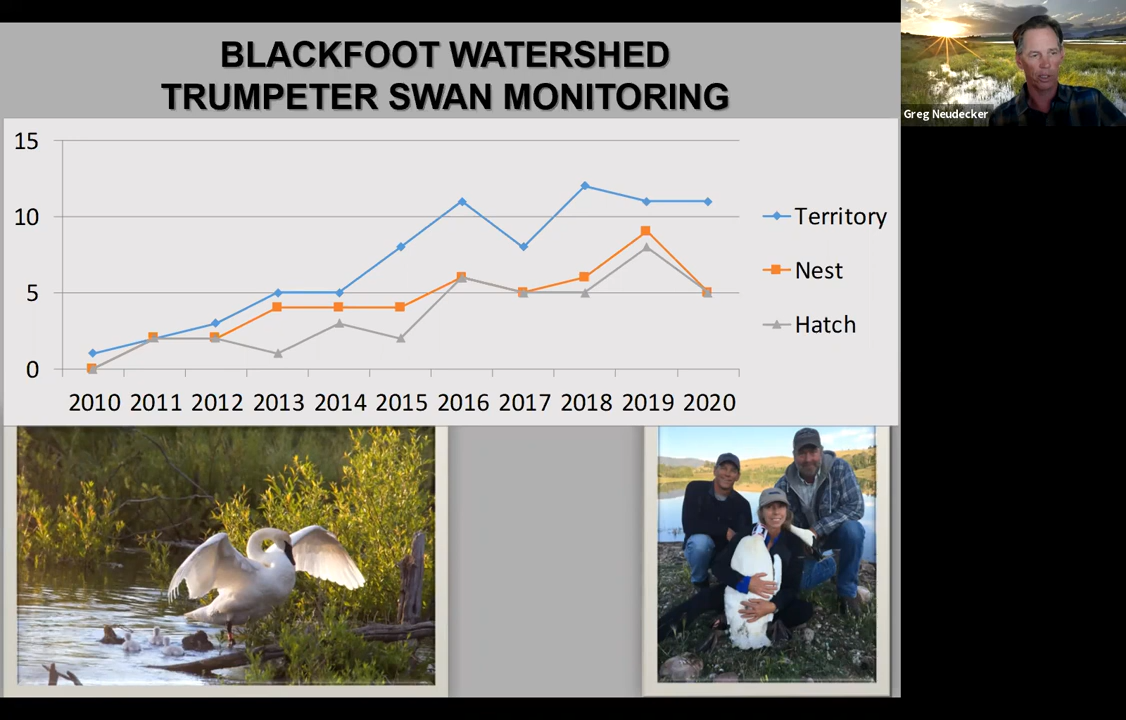 BLACKFOOT WATERSHED
TRUMPETER SWAN MONITORING
Greg Neudecker
15
10
5
0
2010 2011 2012 2013 2014 2015 2016 2017 2018 2019 2020
Territory
Nest
Hatch